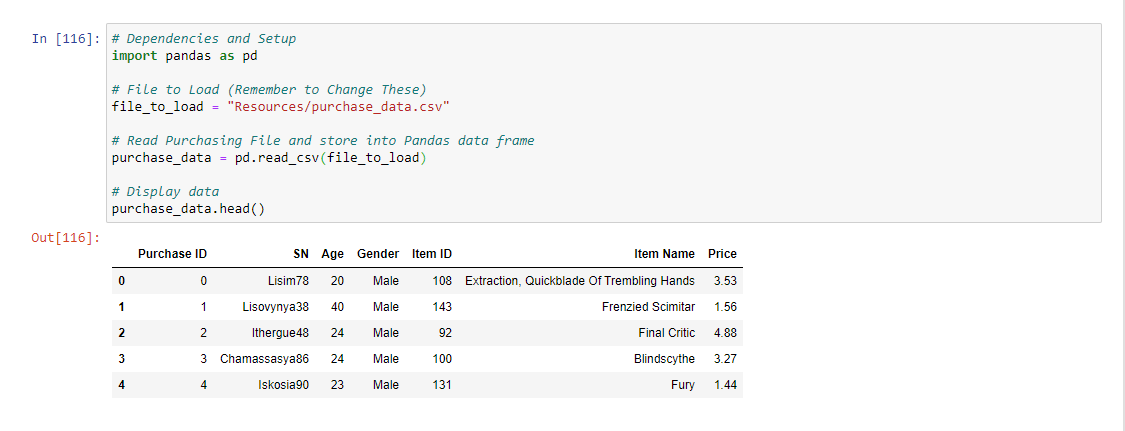 In [116]: # Dependencies and Setup
import pandas as pd
# File to Load (Remember to Change These)
file_to_load = "Resources/purchase_data.csv"
# Read Purchasing File and store into Pandas data frame
purchase_data = pd.read_csv(file_to_load)
# Display data
purchase_data.head()
Out[116]:
Purchase ID SN Age Gender Item ID Item Name Price
0 0 Lisim78 20 Male 108 Extraction, Quickblade Of Trembling Hands 3.53
1 1 Lisovynya38 40 Male 143 Frenzied Scimitar 1.56
2 2 Ithergue48 24 Male 92 Final Critic 4.88
3 3 Chamassasya86 24 Male 100 Blindscythe 3.27
4 4 Iskosia90 23 Male 131 Fury 1.44